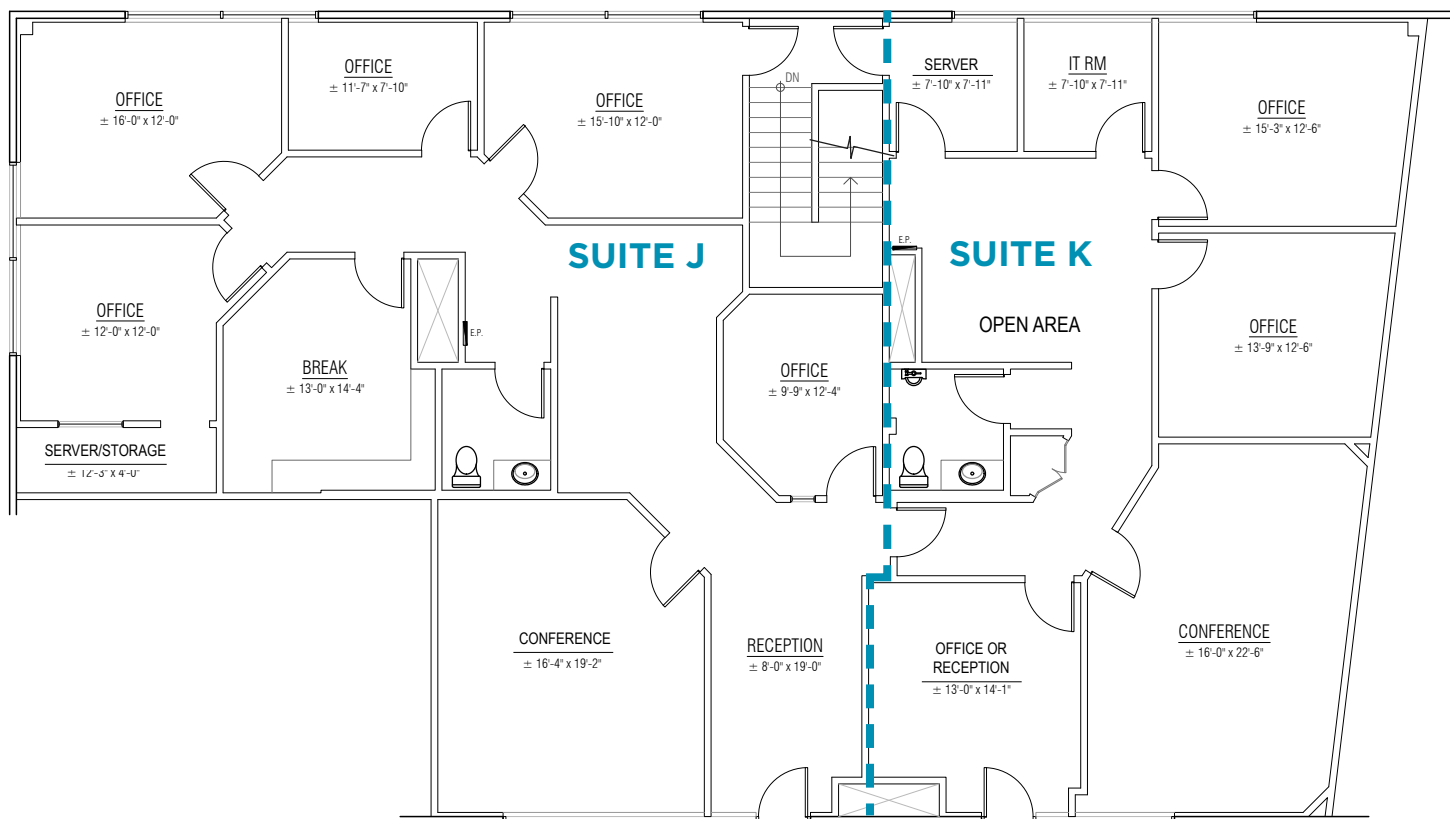 OFFICE
± 16'-0" x 12'-0"
OFFICE
± 11'-7" x 7'-10"
OFFICE
± 15'-10" x 12'-0"
DN
SERVER
± 7'-10" x 7'-11"
IT RM
± 7'-10" x 7'-11"
OFFICE
± 15'-3" x 12'-6"
SUITE J
E.P.
SUITE K
OFFICE
± 12'-0" x 12'-0"
E.P.
BREAK
± 13'-0" x 14'-4"
OFFICE
± 9'-9" x 12'-4"
OPEN AREA
OFFICE
± 13'-9" x 12'-6"
SERVER/STORAGE
± 12'-3" x 4'-0"
CONFERENCE
± 16'-4" x 19'-2"
RECEPTION
± 8'-0" x 19'-0"
OFFICE OR
RECEPTION
± 13'-0" x 14'-1"
CONFERENCE
± 16'-0" x 22'-6"